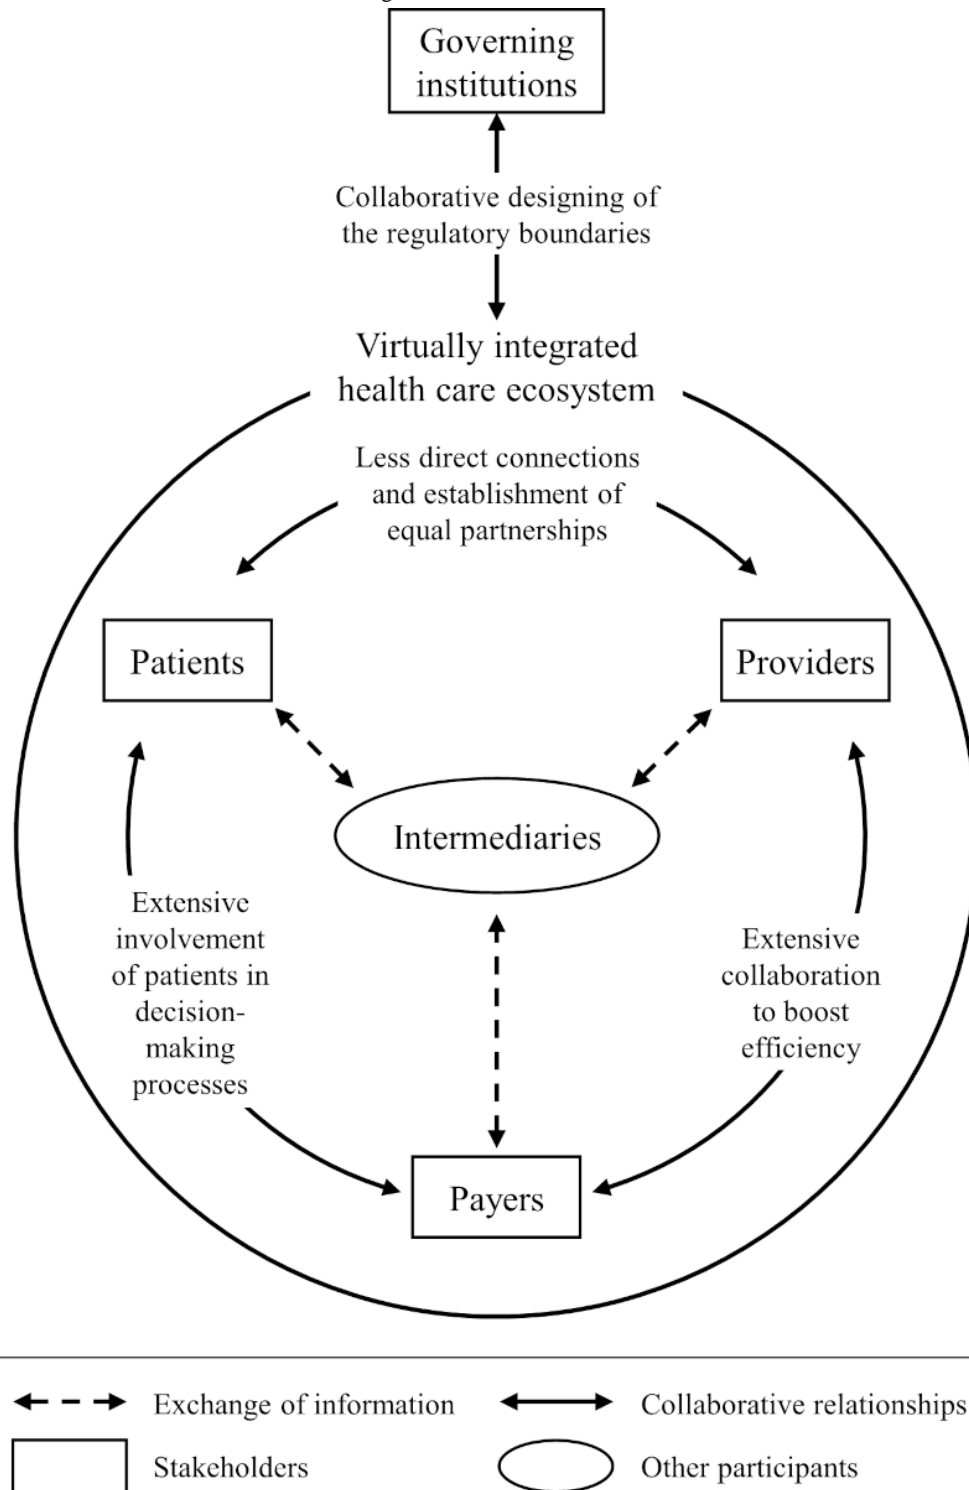 Governing
institutions
Collaborative designing of
the regulatory boundaries
Virtually integrated
health care ecosystem
Less direct connections
and establishment of
equal partnerships
Patients
Providers
Intermediaries
Extensive
involvement
of patients in
decision-
making
processes
Extensive
collaboration
to boost
efficiency
Payers
Exchange of information
Collaborative relationships
Stakeholders
Other participants